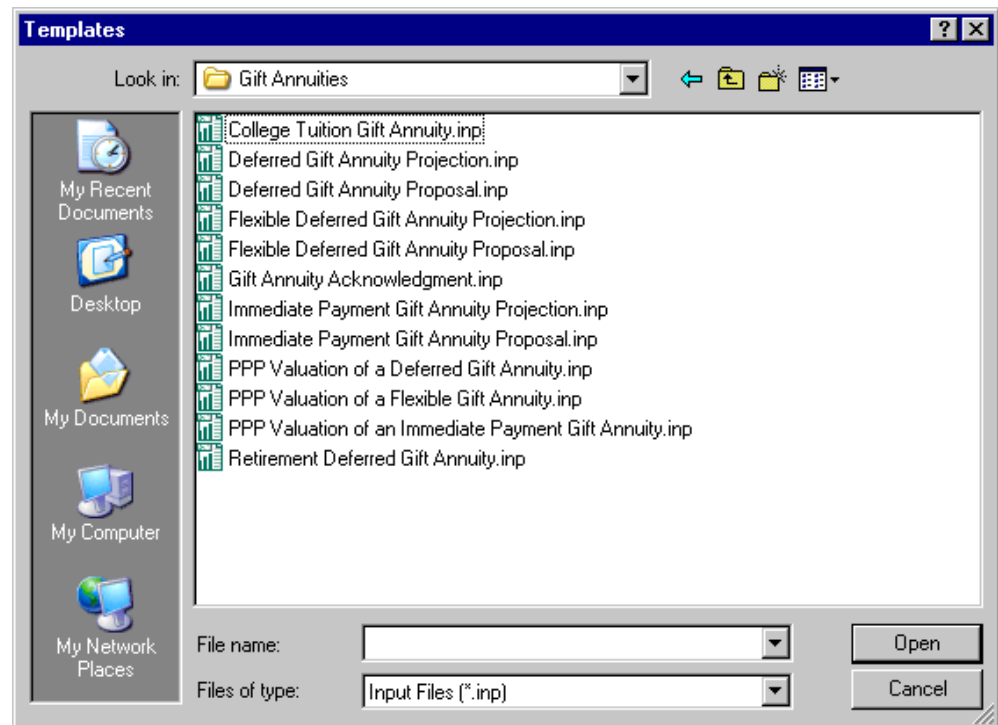 Templates
Look in: Gift Annuities
My Recent
Documents
Desktop
My Documents
My Computer
My Network
Places
College Tuition Gift Annuity.inp
Deferred Gift Annuity Projection.inp
Deferred Gift Annuity Proposal.inp
Flexible Deferred Gift Annuity Projection.inp
Flexible Deferred Gift Annuity Proposal.inp
Gift Annuity Acknowledgment.inp
Immediate Payment Gift Annuity Projection.inp
Immediate Payment Gift Annuity Proposal.inp
PPP Valuation of a Deferred Gift Annuity.inp
PPP Valuation of a Flexible Gift Annuity.inp
PPP Valuation of an Immediate Payment Gift Annuity.inp
Retirement Deferred Gift Annuity.inp
File name:
Open
Files of type: Input Files (*.inp)
Cancel